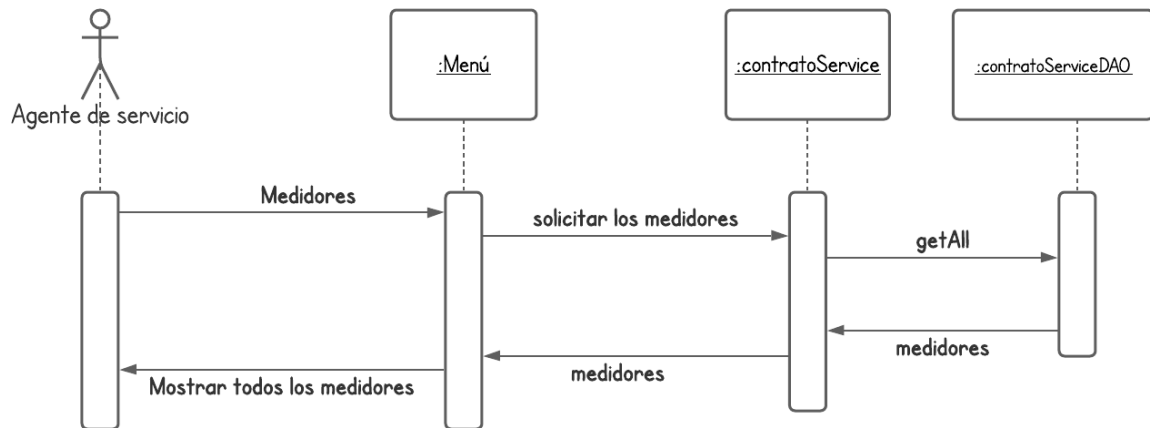 :Menú
:contratoService
:contratoServiceDAO
Agente de servicio
Medidores
solicitar los medidores
getAll
medidores
medidores
Mostrar todos los medidores